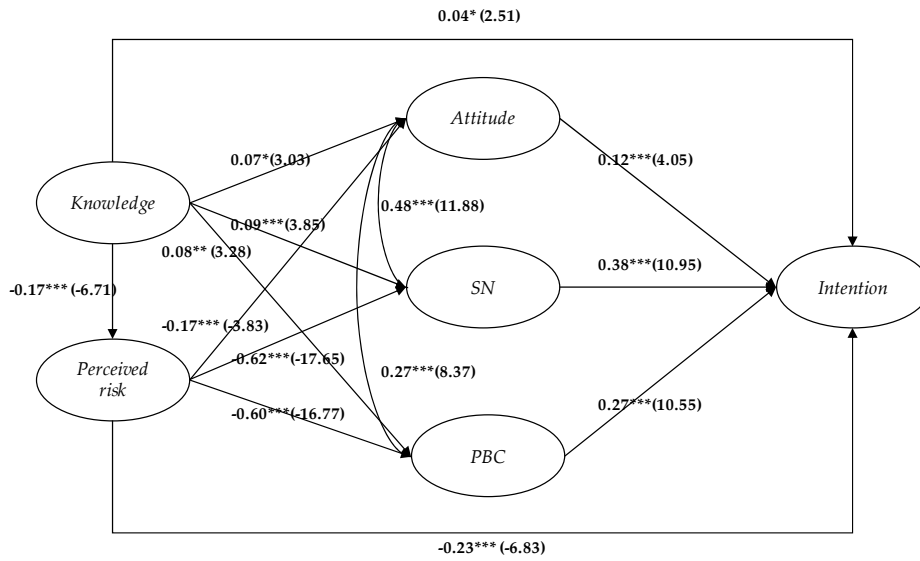 0.04* (2.51)
Attitude
0.07*(3.03)
0.12***(4.05)
Knowledge
0.48***(11.88)
0.09***(3.85)
0.08** (3.28)
0.38***(10.95)
-0.17*** (-6.71)
SN
Intention
-0.17*** (-3.83)
-0.62***(-17.65)
Perceived
risk
0.27***(8.37)
0.27***(10.55)
-0.60***(-16.77)
PBC
-0.23*** (-6.83)